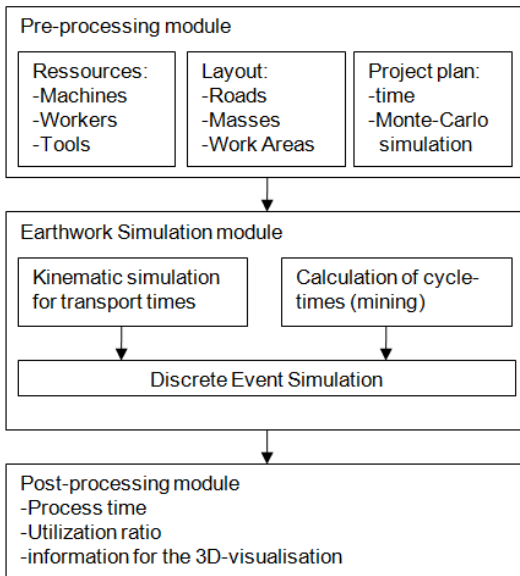 Pre-processing module
Ressources:
-Machines
-Workers
-Tools
Layout:
-Roads
-Masses
-Work Areas
Project plan:
-time
-Monte-Carlo
simulation
Earthwork Simulation module
Kinematic simulation
for transport times
Calculation of cycle-
times (mining)
Discrete Event Simulation
Post-processing module
-Process time
-Utilization ratio
-information for the 3D-visualisation